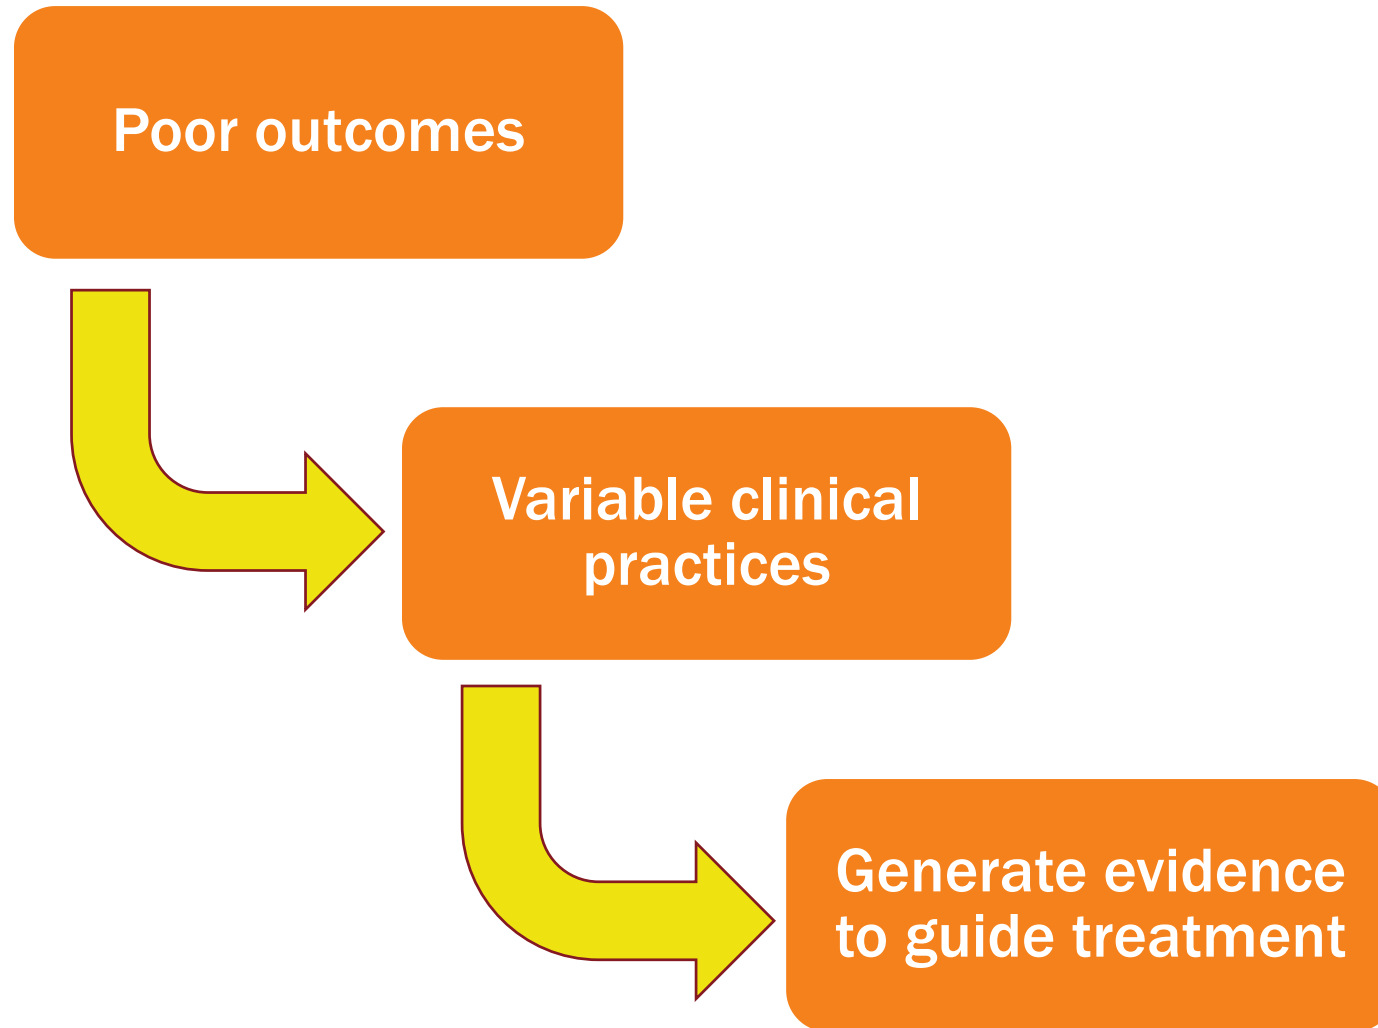 Poor outcomes
Variable clinical
practices
Generate evidence
to guide treatment